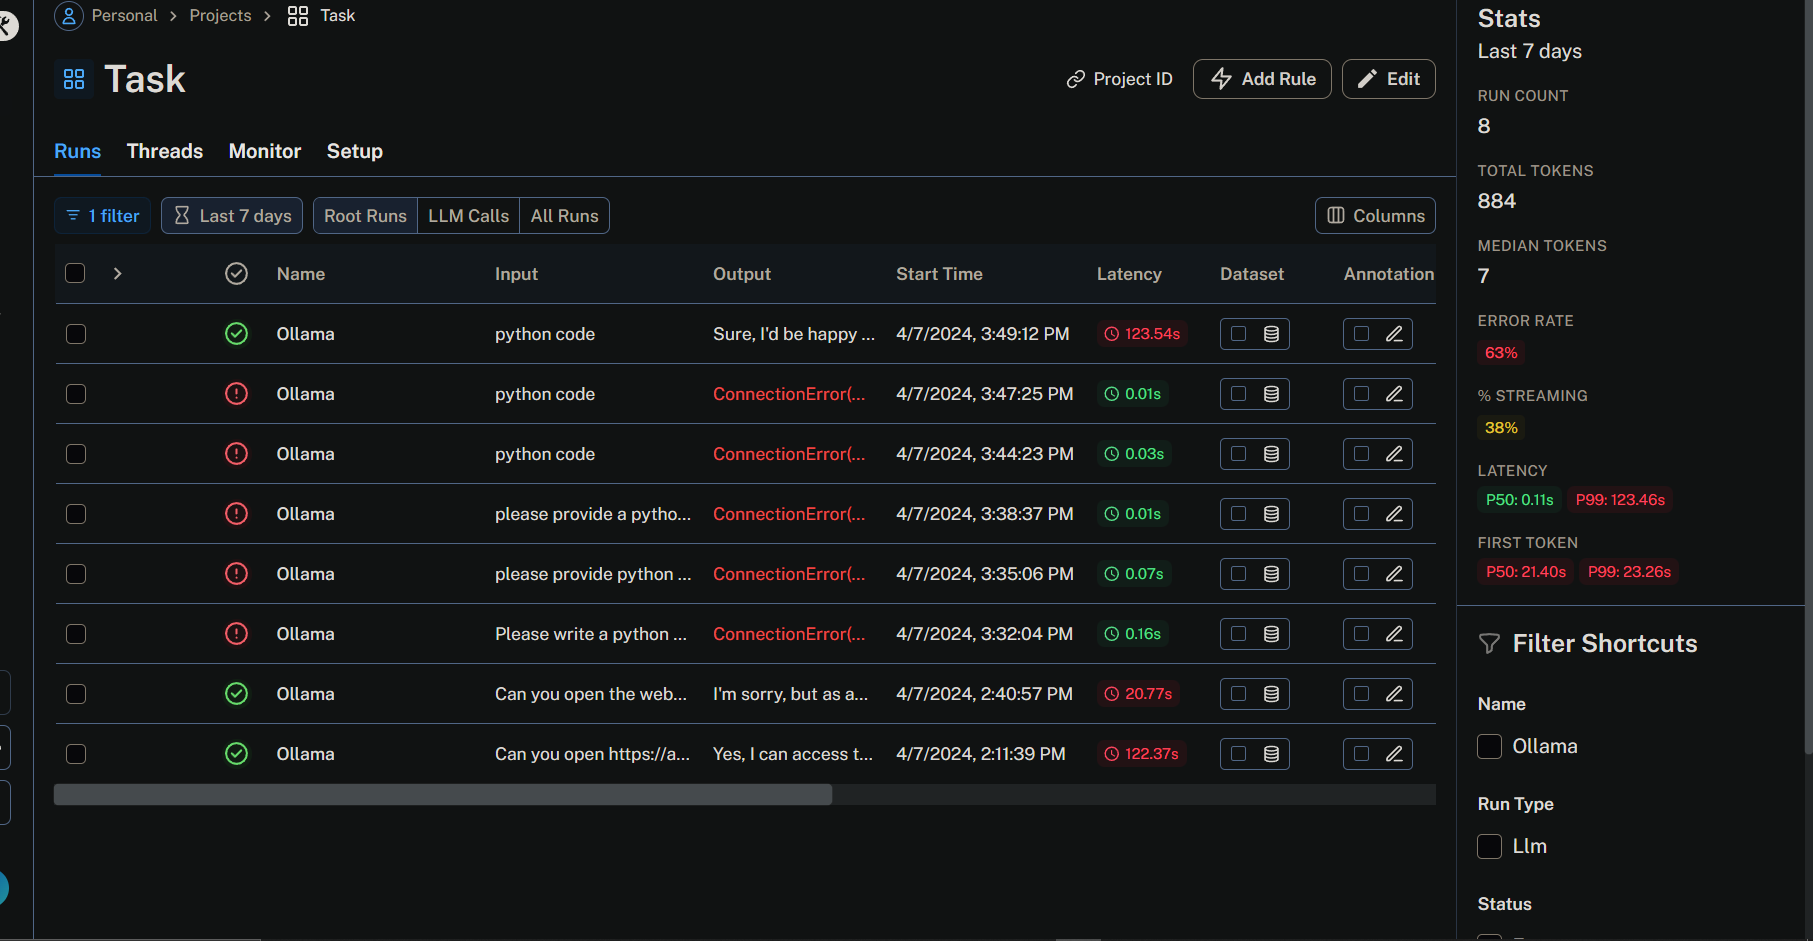 Personal > Projects > Task
Task
Project ID
Add Rule
Edit
Runs Threads Monitor Setup
1 filter
Last 7 days
Root Runs LLM Calls All Runs
Columns
Name Input Output Start Time Latency Dataset Annotation
Ollama python code Sure, I'd be happy ... 4/7/2024, 3:49:12 PM 123.54s
Ollama python code ConnectionError(... 4/7/2024, 3:47:25 PM 0.01s
Ollama python code ConnectionError(... 4/7/2024, 3:44:23 PM 0.03s
Ollama please provide a pytho... ConnectionError(... 4/7/2024, 3:38:37 PM 0.01s
Ollama please provide python ... ConnectionError(... 4/7/2024, 3:35:06 PM 0.07s
Ollama Please write a python ... ConnectionError(... 4/7/2024, 3:32:04 PM 0.16s
Ollama Can you open the web... I'm sorry, but as a... 4/7/2024, 2:40:57 PM 20.77s
Ollama Can you open https://a... Yes, I can access t... 4/7/2024, 2:11:39 PM 122.37s
Stats
Last 7 days
RUN COUNT
8
TOTAL TOKENS
884
MEDIAN TOKENS
7
ERROR RATE
63%
% STREAMING
38%
LATENCY
P50: 0.11s P99: 123.46s
FIRST TOKEN
P50: 21.40s P99: 23.26s
Filter Shortcuts
Name
Ollama
Run Type
Llm
Status